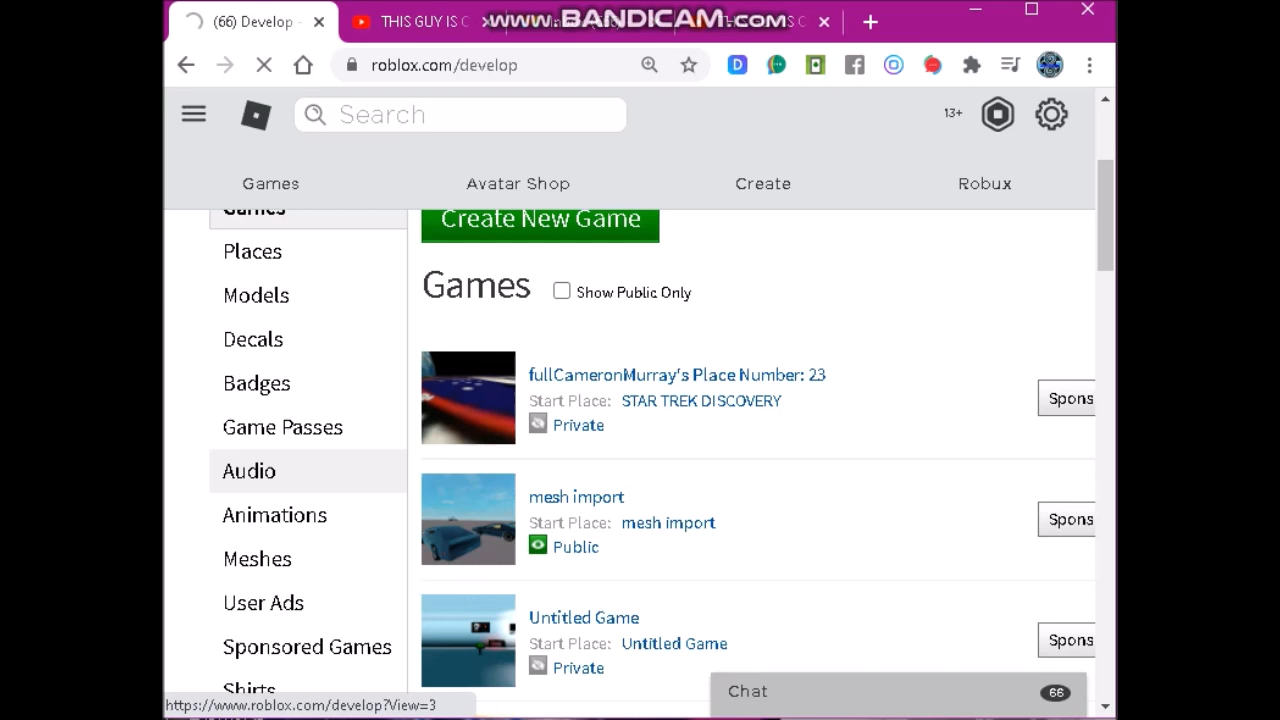 (66) Develop -
THIS GUY IS C
www.BANDICAM.com
roblox.com/develop
Search
13+
Games
Avatar Shop
Create
Robux
Games
Places
Models
Decals
Badges
Game Passes
Audio
Animations
Meshes
User Ads
Sponsored Games
Shirts
Create New Game
Games
Show Public Only
fullCameronMurray's Place Number: 23
Start Place: STAR TREK DISCOVERY
Private
Spons
mesh import
Start Place: mesh import
Public
Spons
Untitled Game
Start Place: Untitled Game
Private
Spons
Chat
66
https://www.roblox.com/develop?View=3